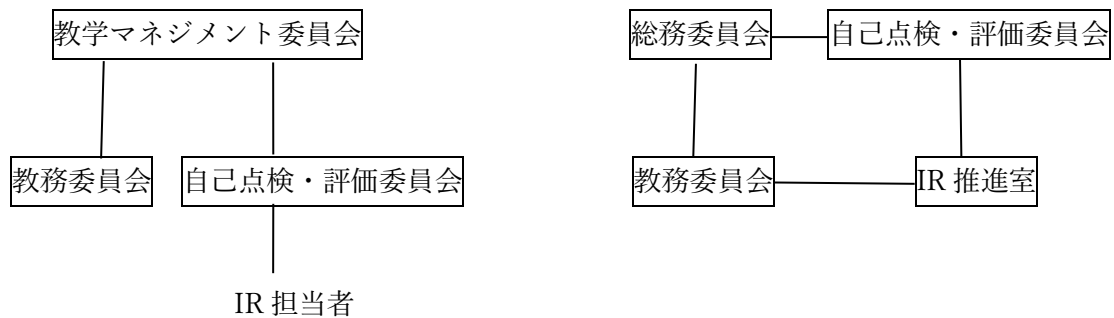 教学マネジメント委員会
教務委員会
自己点検・評価委員会
IR 担当者
総務委員会
自己点検・評価委員会
教務委員会
IR 推進室